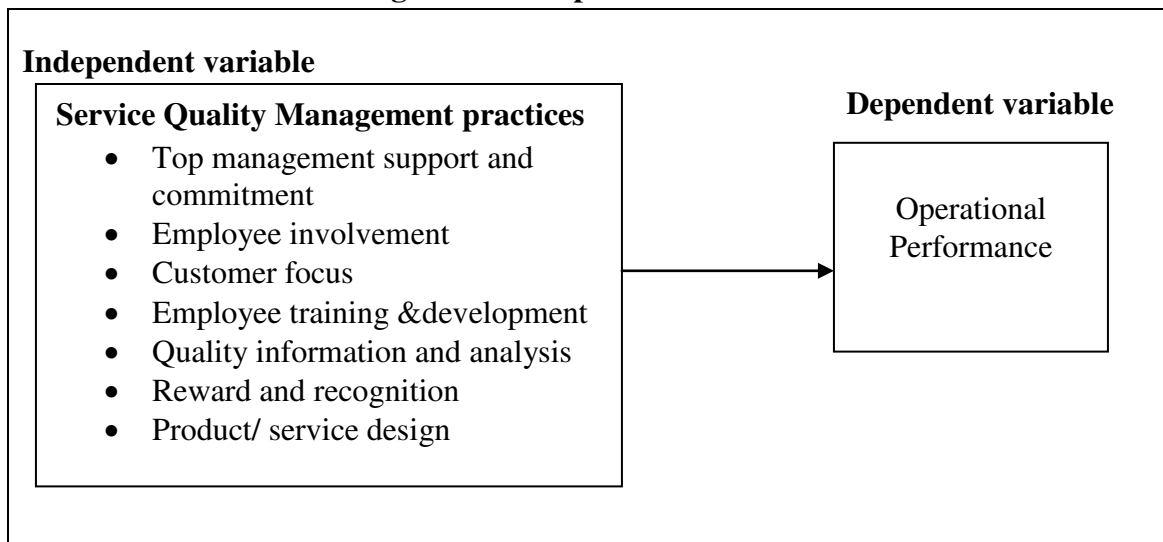 Independent variable
Service Quality Management practices
• Top management support and
commitment
• Employee involvement
• Customer focus
• Employee training &development
• Quality information and analysis
• Reward and recognition
• Product/ service design
Dependent variable
Operational
Performance